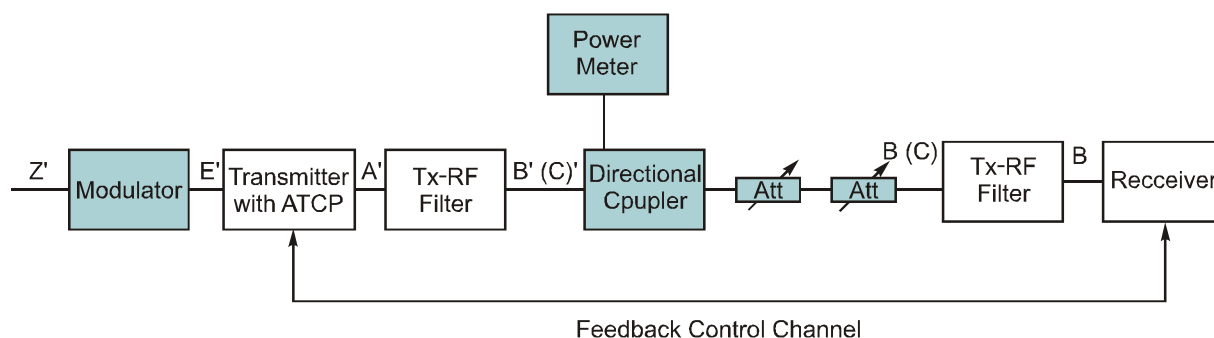 Power
Meter
Z'
Modulator
E'
Transmitter
with ATCP
A'
Tx-RF
Filter
B' (C)'
Directional
Cpupler
Att
Att
B (C)
Tx-RF
Filter
B
Recceiver
Feedback Control Channel